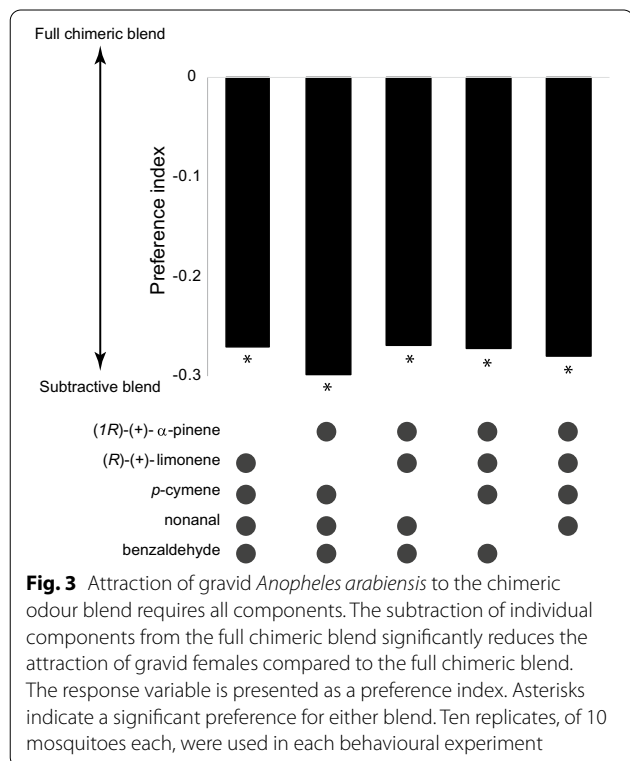 Full chimeric blend
Preference index
0
-0.1
-0.2
-0.3
* * * * *
Subtractive blend
(1R)-(+)- α-pinene
(R)-(+)-limonene
p-cymene
nonanal
benzaldehyde
Fig. 3 Attraction of gravid Anopheles arabiensis to the chimeric
odour blend requires all components. The subtraction of individual
components from the full chimeric blend significantly reduces the
attraction of gravid females compared to the full chimeric blend.
The response variable is presented as a preference index. Asterisks
indicate a significant preference for either blend. Ten replicates, of 10
mosquitoes each, were used in each behavioural experiment